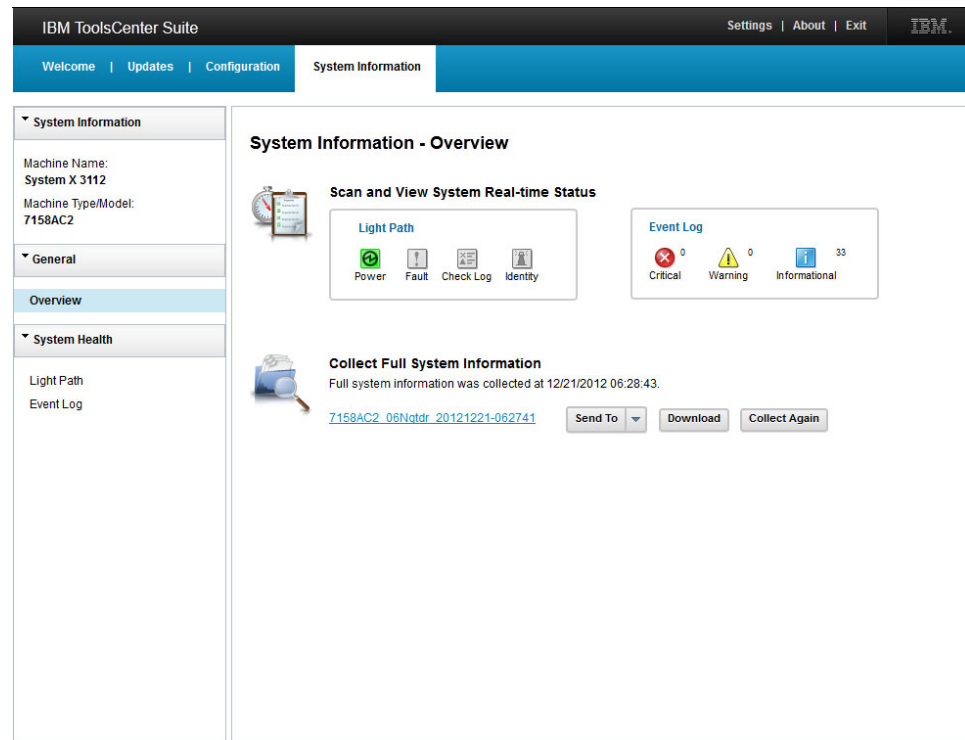 IBM ToolsCenter Suite
Settings | About | Exit
IBM.
Welcome | Updates | Configuration
System Information
System Information
Machine Name:
System X 3112
Machine Type/Model:
7158AC2
General
Overview
System Health
Light Path
Event Log
System Information - Overview
Scan and View System Real-time Status
Light Path
Power Fault Check Log Identity
Event Log
0 0 33
Critical Warning Informational
Collect Full System Information
Full system information was collected at 12/21/2012 06:28:43.
7158AC2_06Nqtdr_20121221-062741
Send To
Download
Collect Again